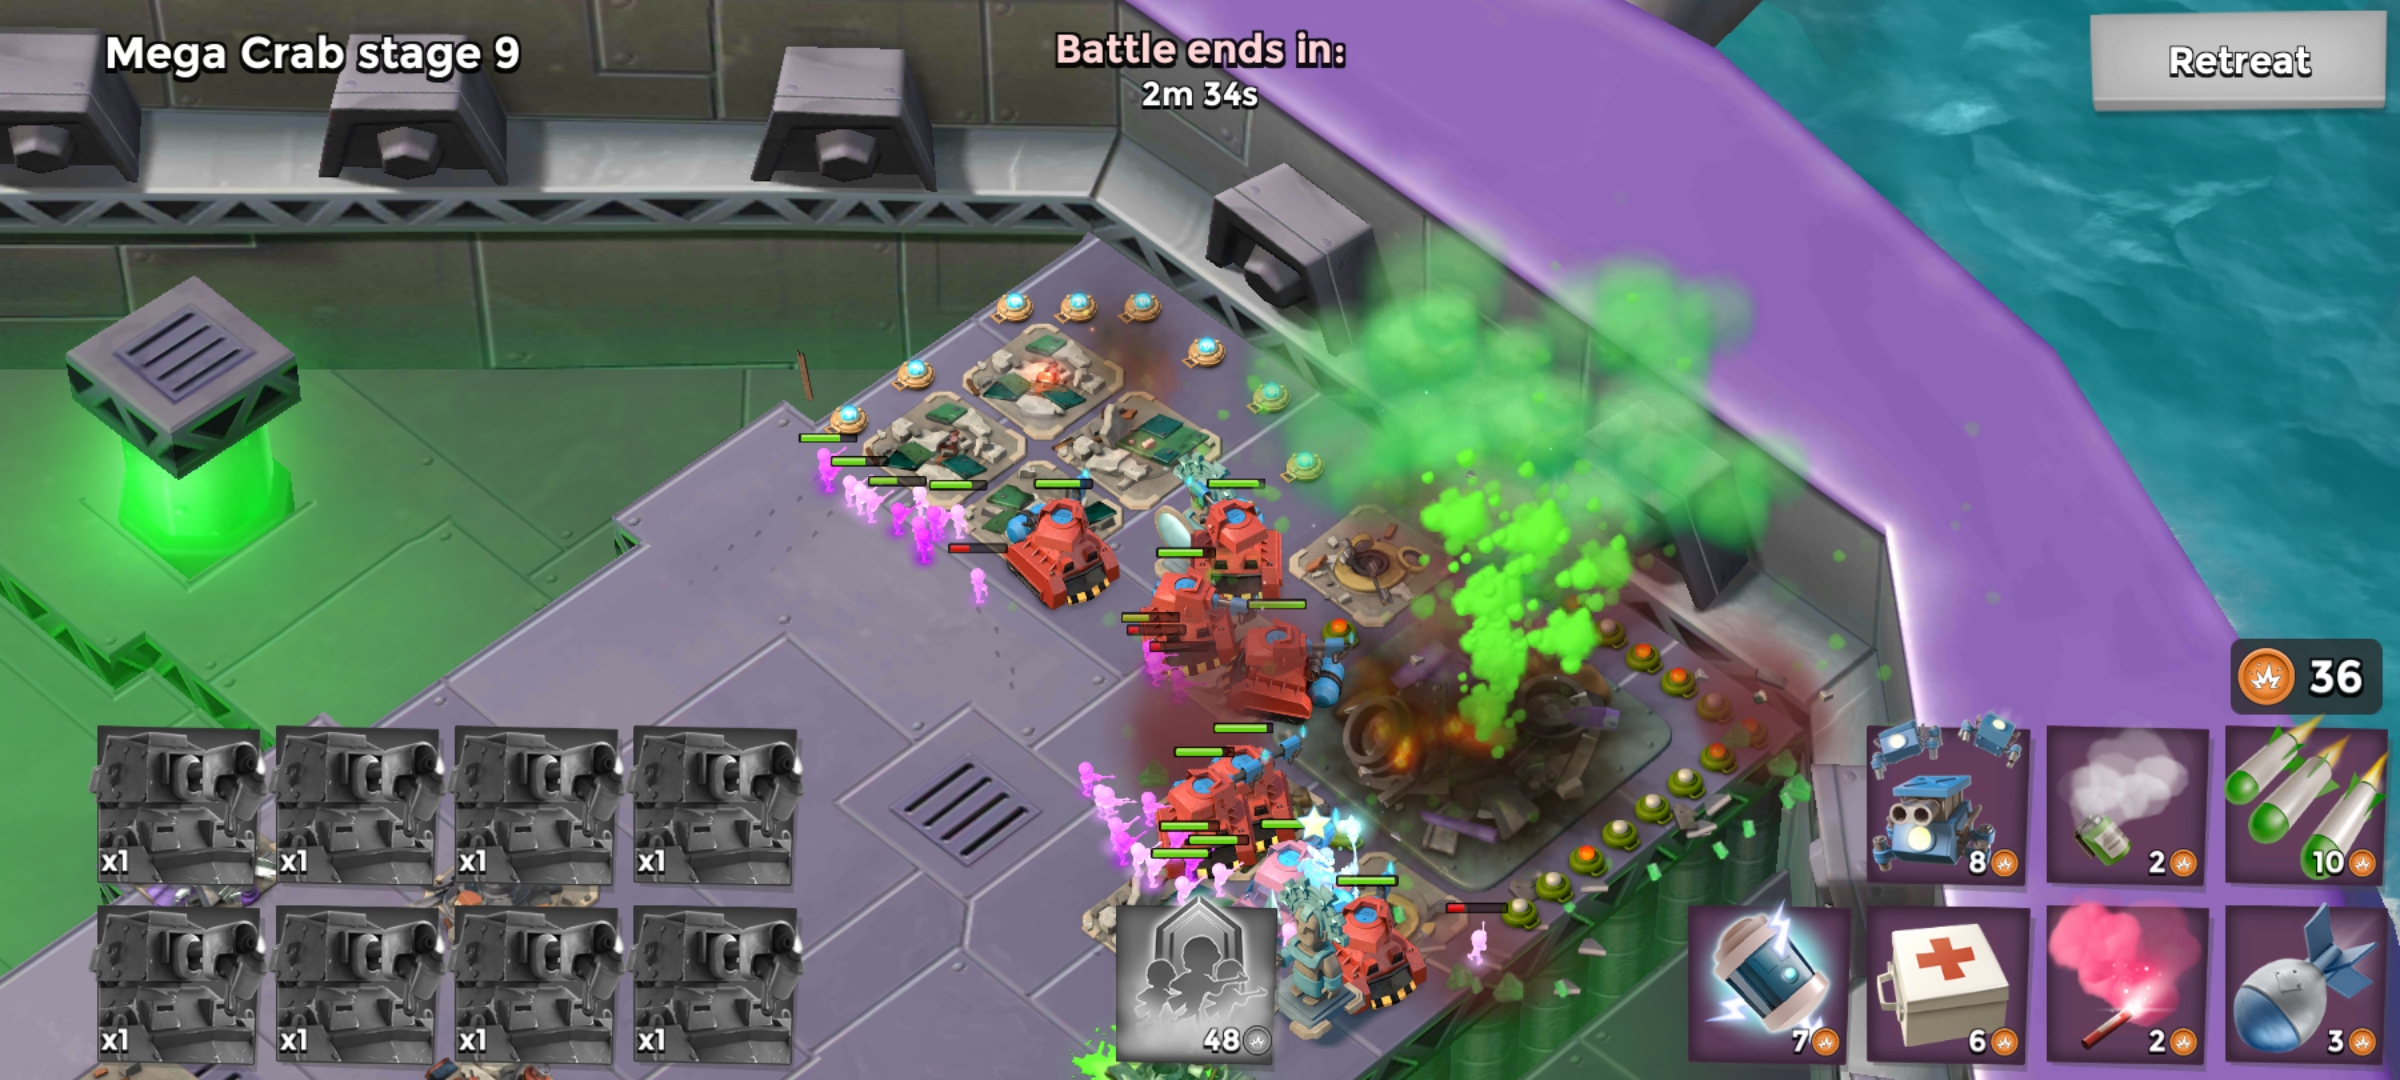 Mega Crab stage 9
Battle ends in:
2m 34s
Retreat
36
x1
x1
x1
x1
8
2
10
x1
x1
x1
x1
48
7
6
2
3